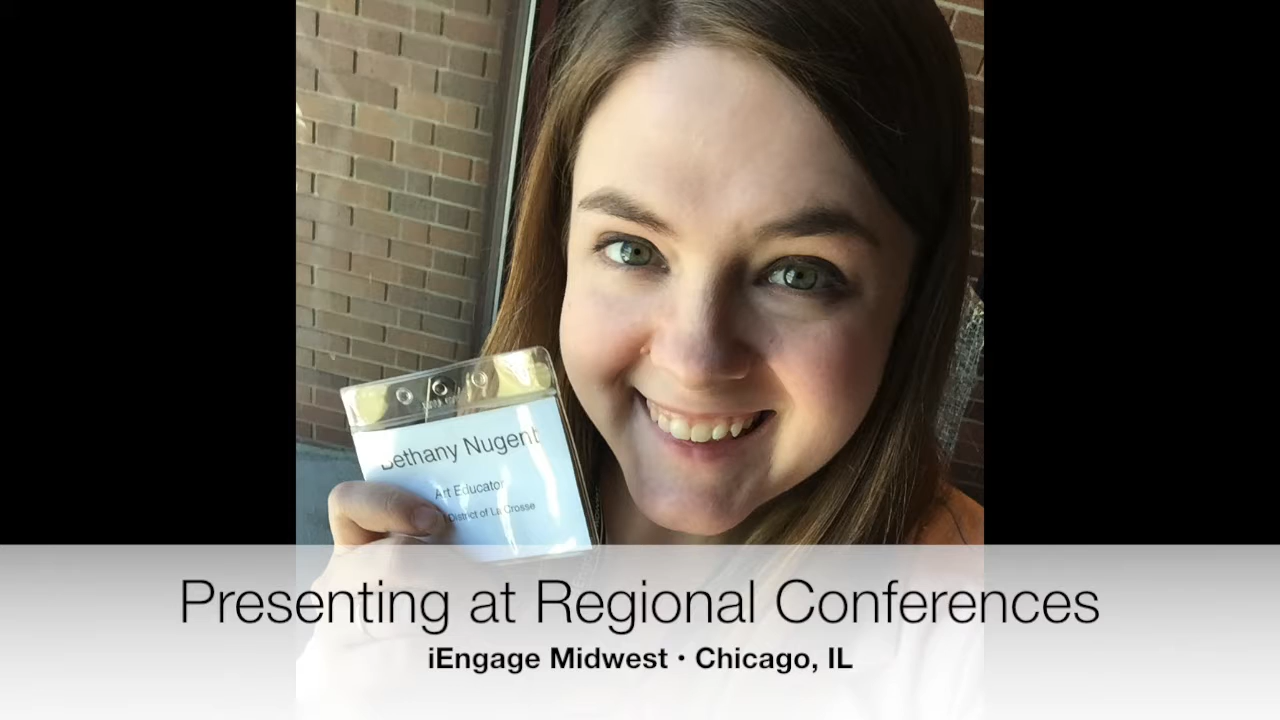 Bethany Nugent
Art Educator
District of La Crosse
Presenting at Regional Conferences
iEngage Midwest • Chicago, IL